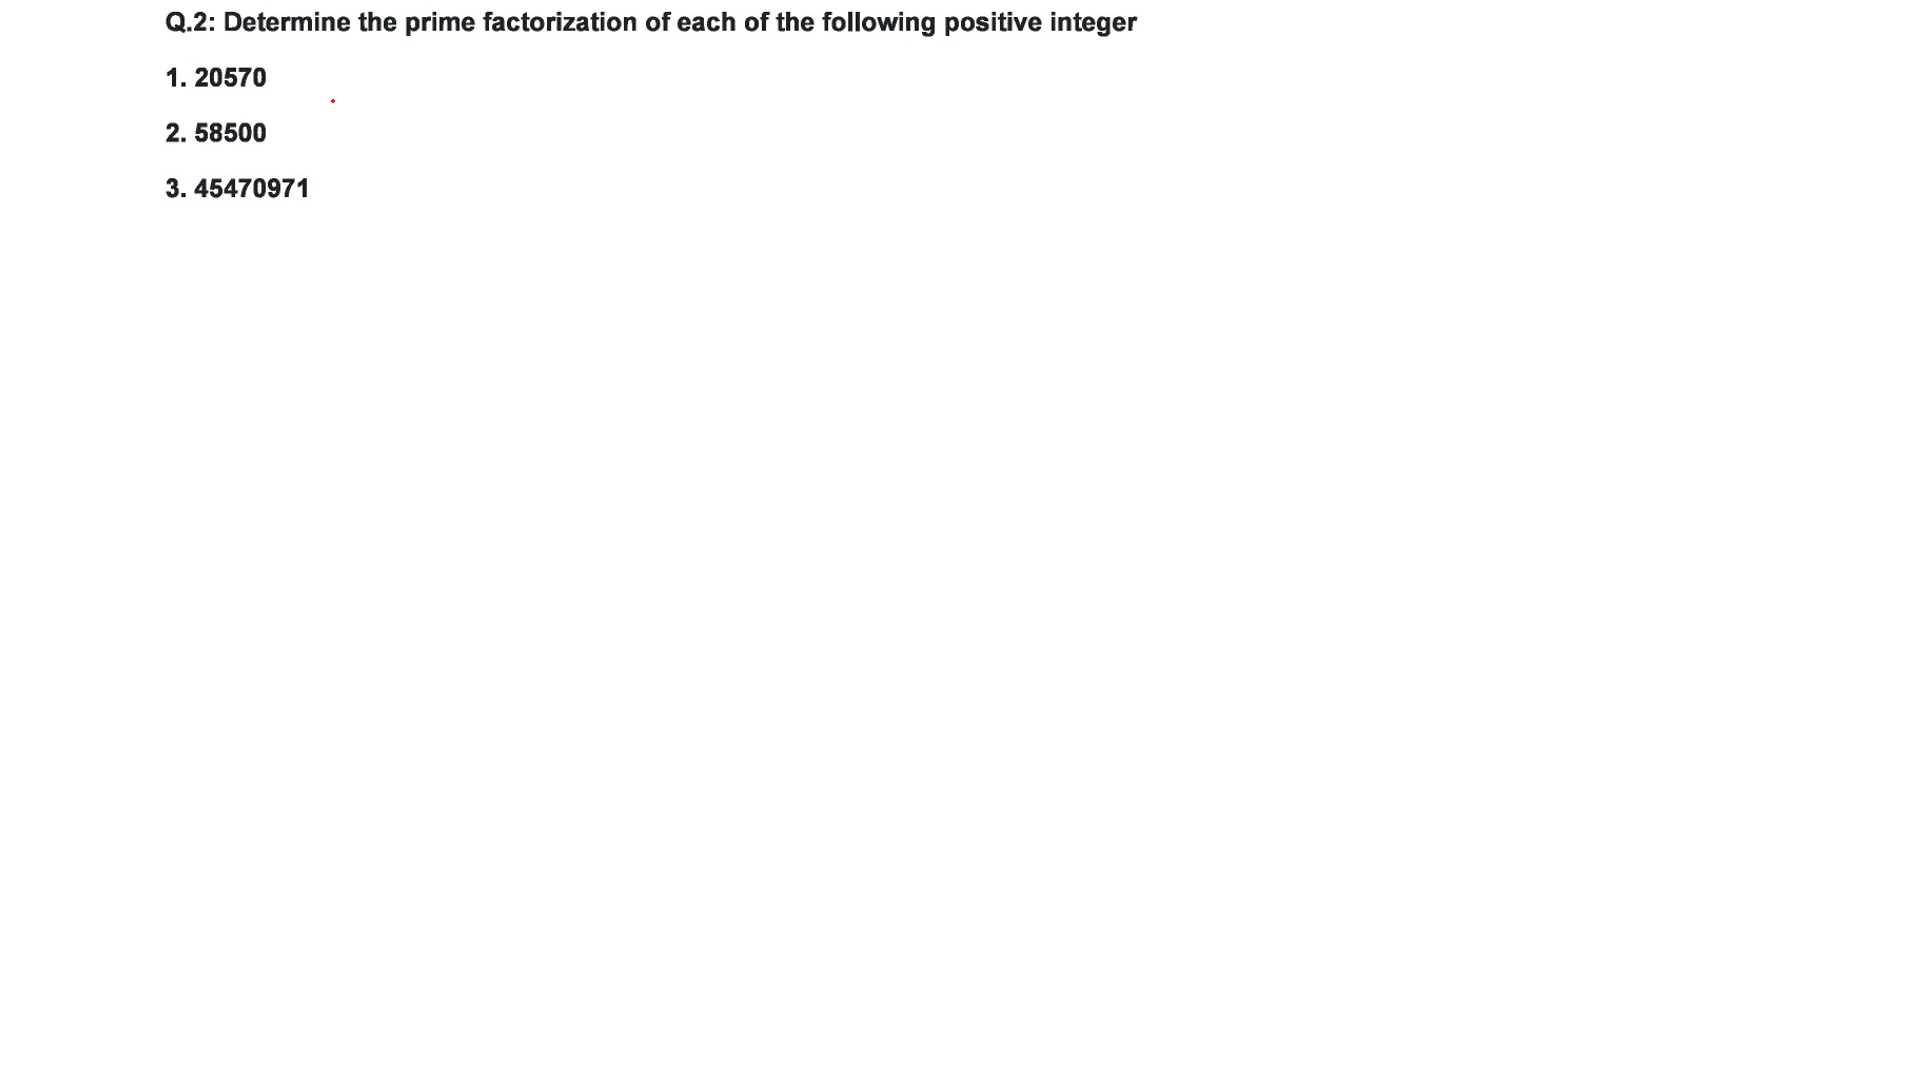 Q.2: Determine the prime factorization of each of the following positive integer
1. 20570
2. 58500
3. 45470971